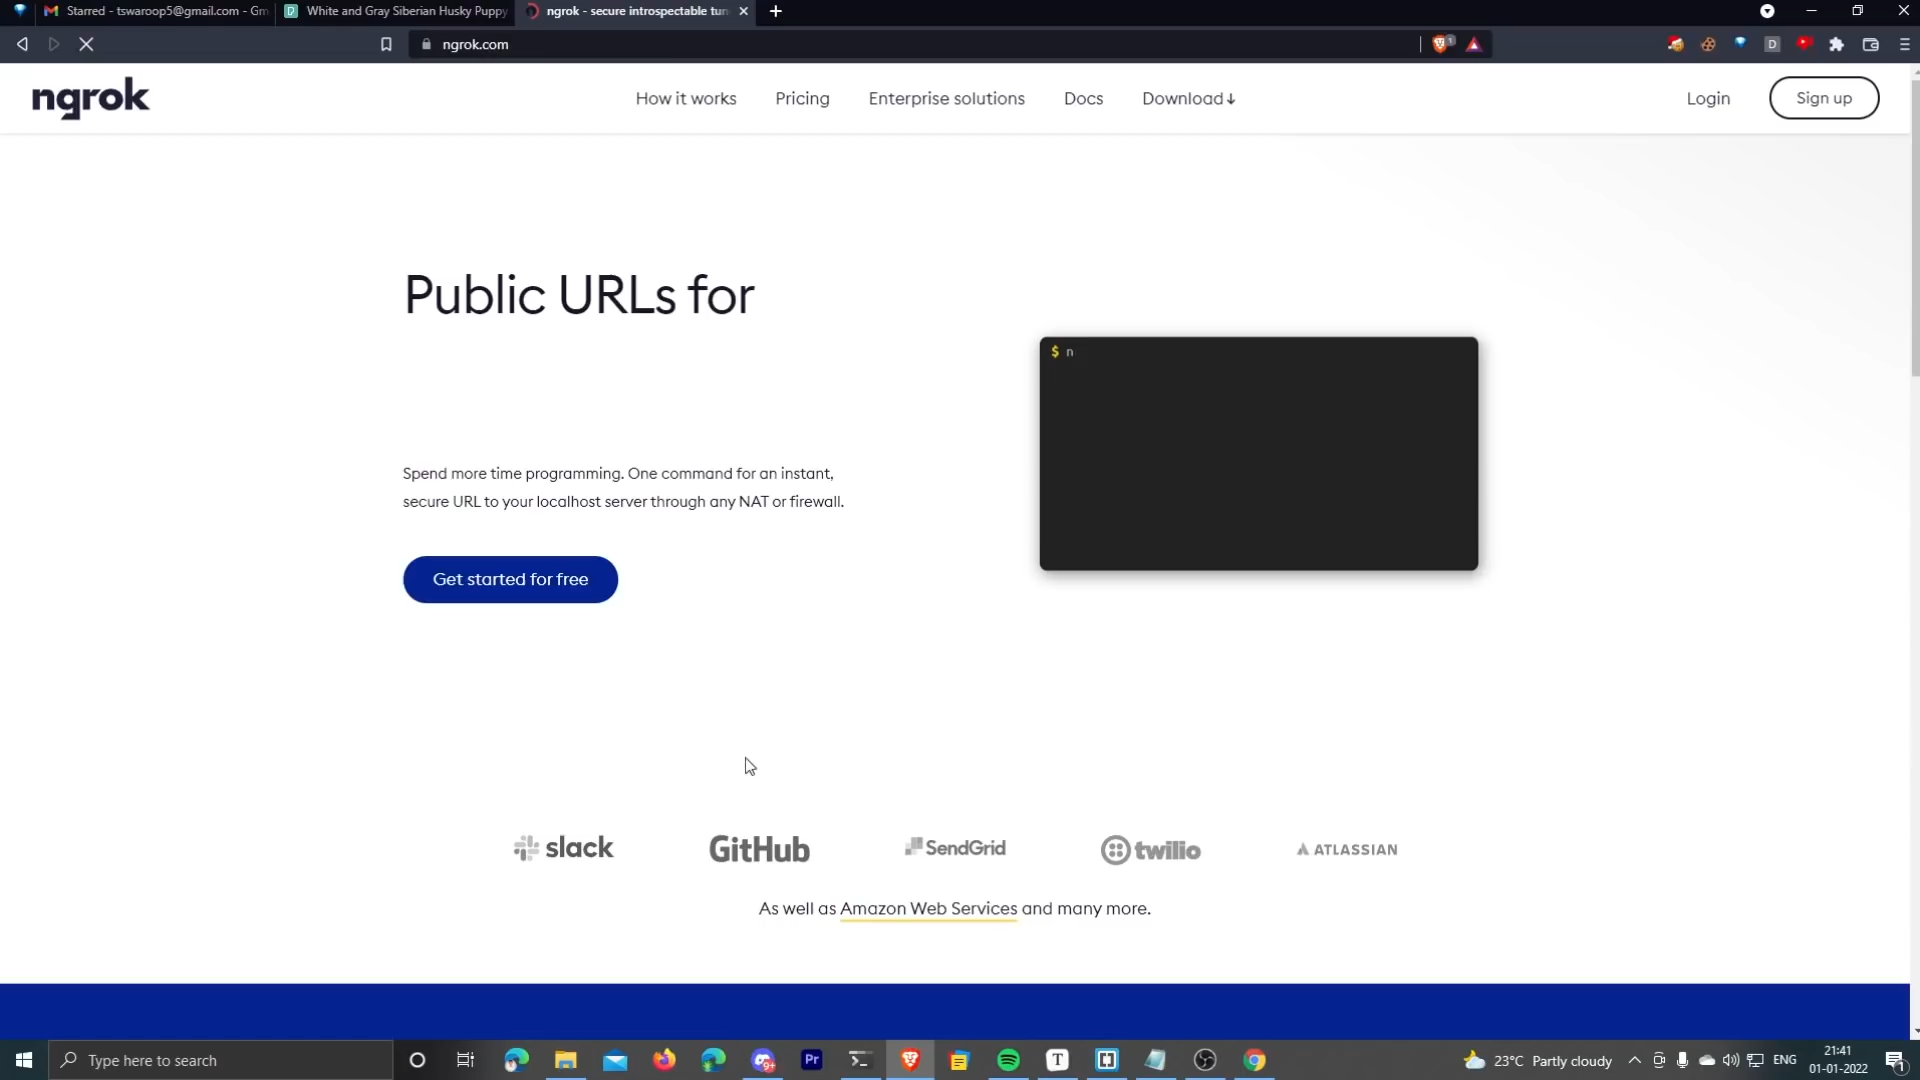 Starred - tswaroop5@gmail.com - Gm
White and Gray Siberian Husky Puppy
ngrok - secure introspectable tun
ngrok.com
1
D
ngrok
How it works
Pricing
Enterprise solutions
Docs
Download↓
Login
Sign up
Public URLs for
$ n
Spend more time programming. One command for an instant,
secure URL to your localhost server through any NAT or firewall.
Get started for free
slack
GitHub
SendGrid
twilio
ATLASSIAN
As well as Amazon Web Services and many more.
Type here to search
9+
Pr
T
23°C Partly cloudy
ENG
21:41
01-01-2022
1